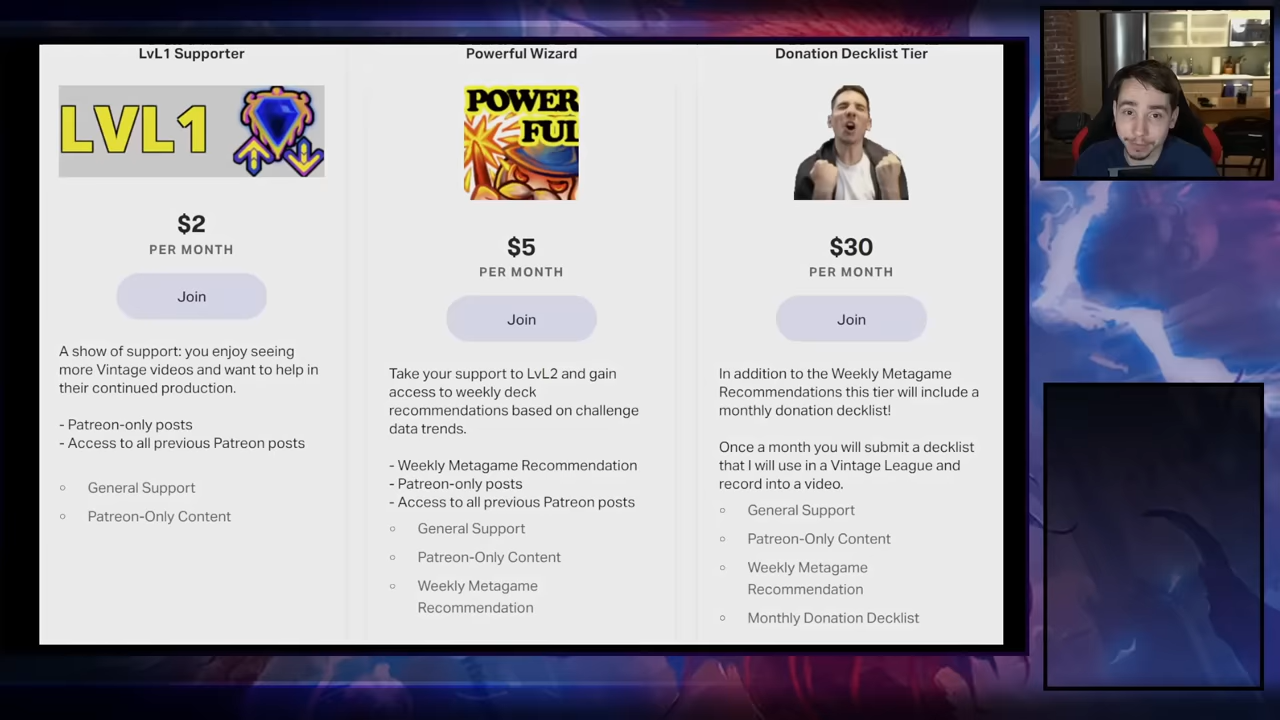 LvL1 Supporter
LVL1
$2
PER MONTH
Join
A show of support: you enjoy seeing
more Vintage videos and want to help in
their continued production.
- Patreon-only posts
- Access to all previous Patreon posts
General Support
Patreon-Only Content
Powerful Wizard
POWER
FUL
$5
PER MONTH
Join
Take your support to LvL2 and gain
access to weekly deck
recommendations based on challenge
data trends.
- Weekly Metagame Recommendation
- Patreon-only posts
- Access to all previous Patreon posts
General Support
Patreon-Only Content
Weekly Metagame
Recommendation
Donation Decklist Tier
$30
PER MONTH
Join
In addition to the Weekly Metagame
Recommendations this tier will include a
monthly donation decklist!
Once a month you will submit a decklist
that I will use in a Vintage League and
record into a video.
General Support
Patreon-Only Content
Weekly Metagame
Recommendation
Monthly Donation Decklist